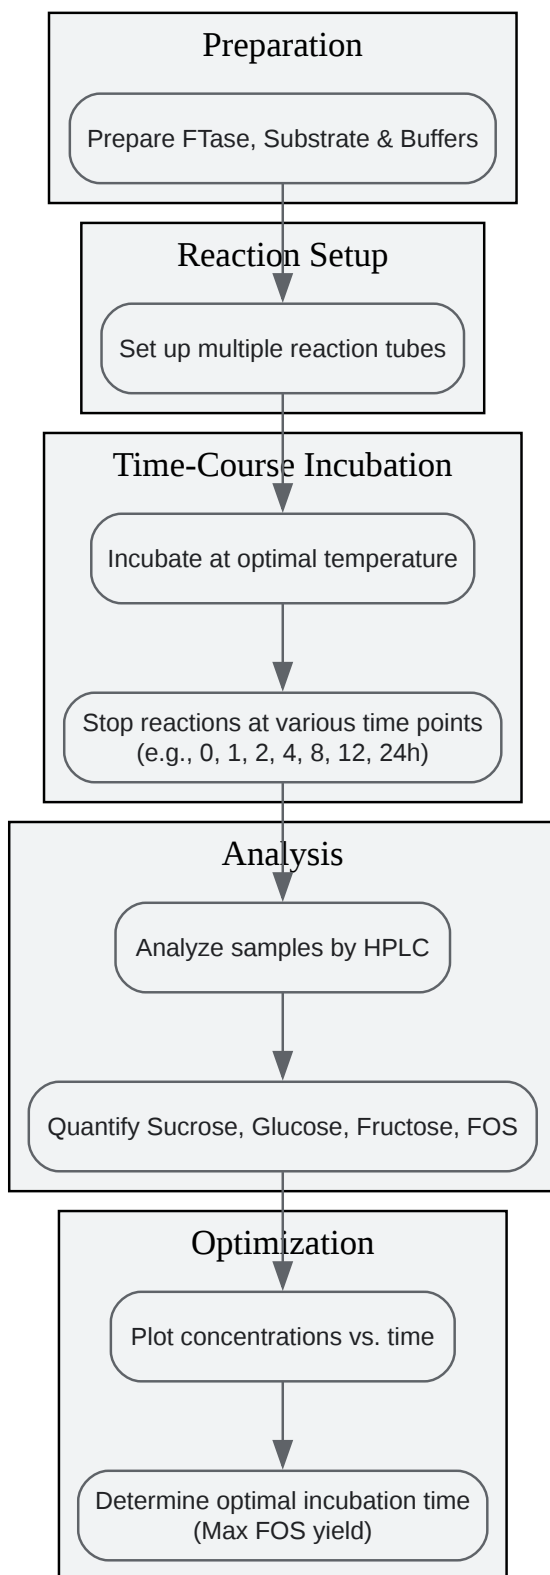 Preparation
Prepare FTase, Substrate & Buffers
Reaction Setup
Set up multiple reaction tubes
Time-Course Incubation
Incubate at optimal temperature
Stop reactions at various time points
(e.g., 0, 1, 2, 4, 8, 12, 24h)
Analysis
Analyze samples by HPLC
Quantify Sucrose, Glucose, Fructose, FOS
Optimization
Plot concentrations vs. time
Determine optimal incubation time
(Max FOS yield)